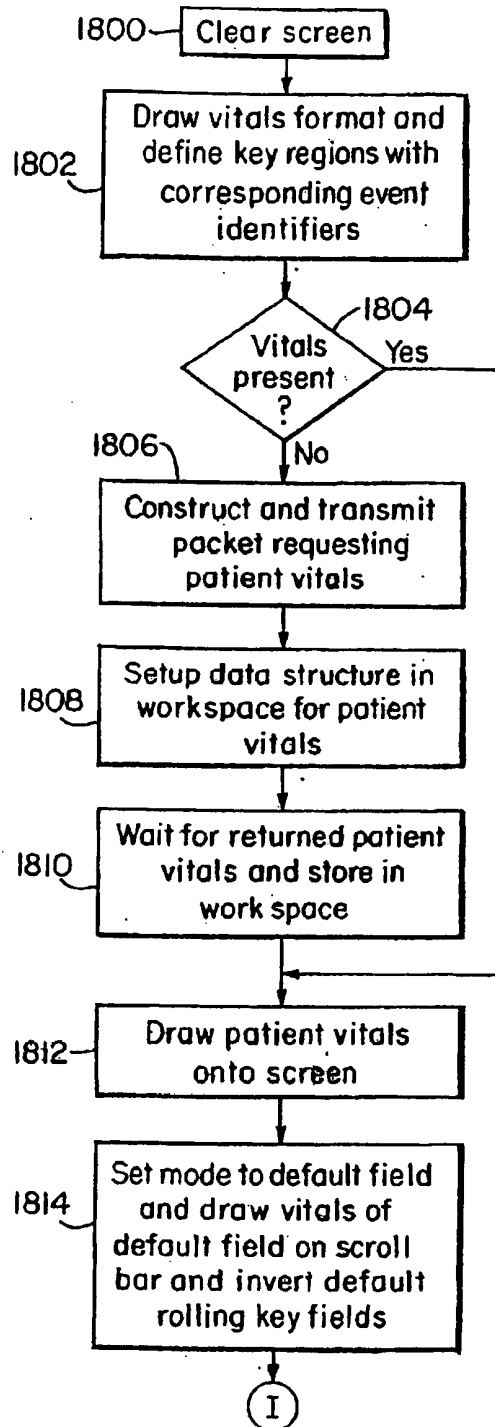 1800
Clear screen
1802
Draw vitals format and
define key regions with
corresponding event
identifiers
1804
Vitals
present
?
Yes
No
1806
Construct and transmit
packet requesting
patient vitals
1808
Setup data structure in
workspace for patient
vitals
1810
Wait for returned patient
vitals and store in
work space
1812
Draw patient vitals
onto screen
1814
Set mode to default field
and draw vitals of
default field on scroll
bar and invert default
rolling key fields
I